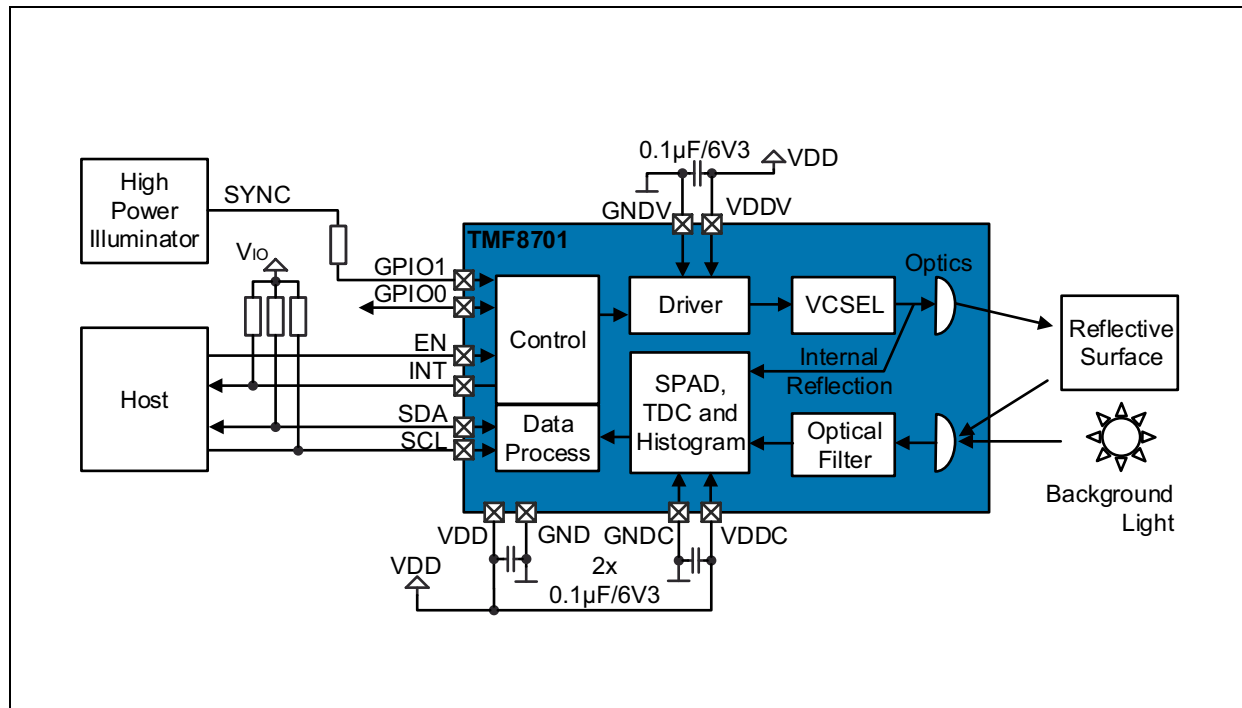 0.1µF/6V3
VDD
High
Power
Illuminator
SYNC
GNDV
VDDV
TMF8701
VIO
GPIO1
GPIO0
Optics
Control
Driver
VCSEL
Reflective
Surface
EN
INT
Internal
Reflection
Host
SPAD,
TDC and
Histogram
SDA
SCL
Data
Process
Optical
Filter
Background
Light
VDD
GND
GNDC
VDDC
VDD
2x
0.1µF/6V3